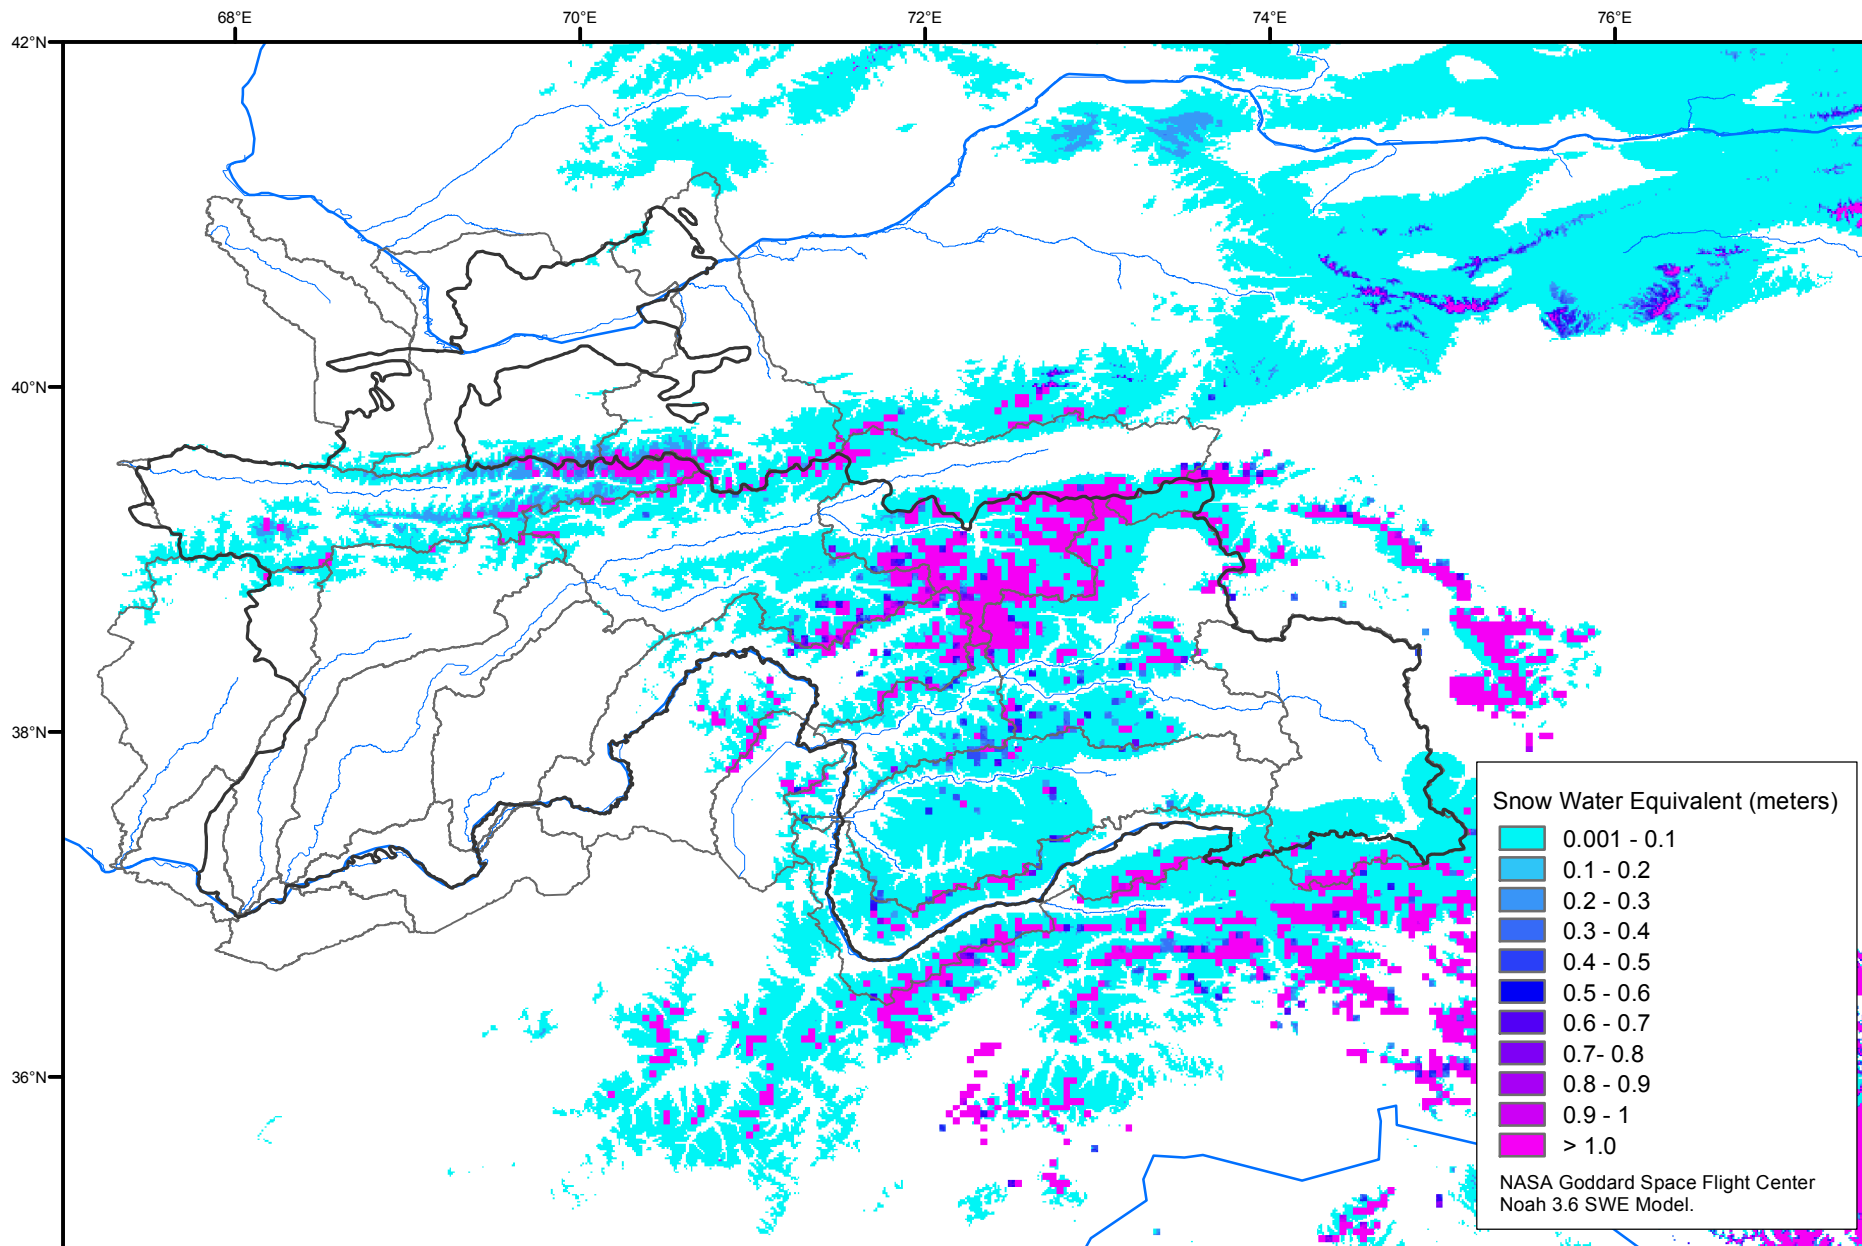 68°E 70°E 72°E 74°E 76°E
42°N
40°N
38°N
36°N
Snow Water Equivalent (meters)
0.001 - 0.1
0.1 - 0.2
0.2 - 0.3
0.3 - 0.4
0.4 - 0.5
0.5 - 0.6
0.6 - 0.7
0.7- 0.8
0.8 - 0.9
0.9 - 1
> 1.0
NASA Goddard Space Flight Center
Noah 3.6 SWE Model.